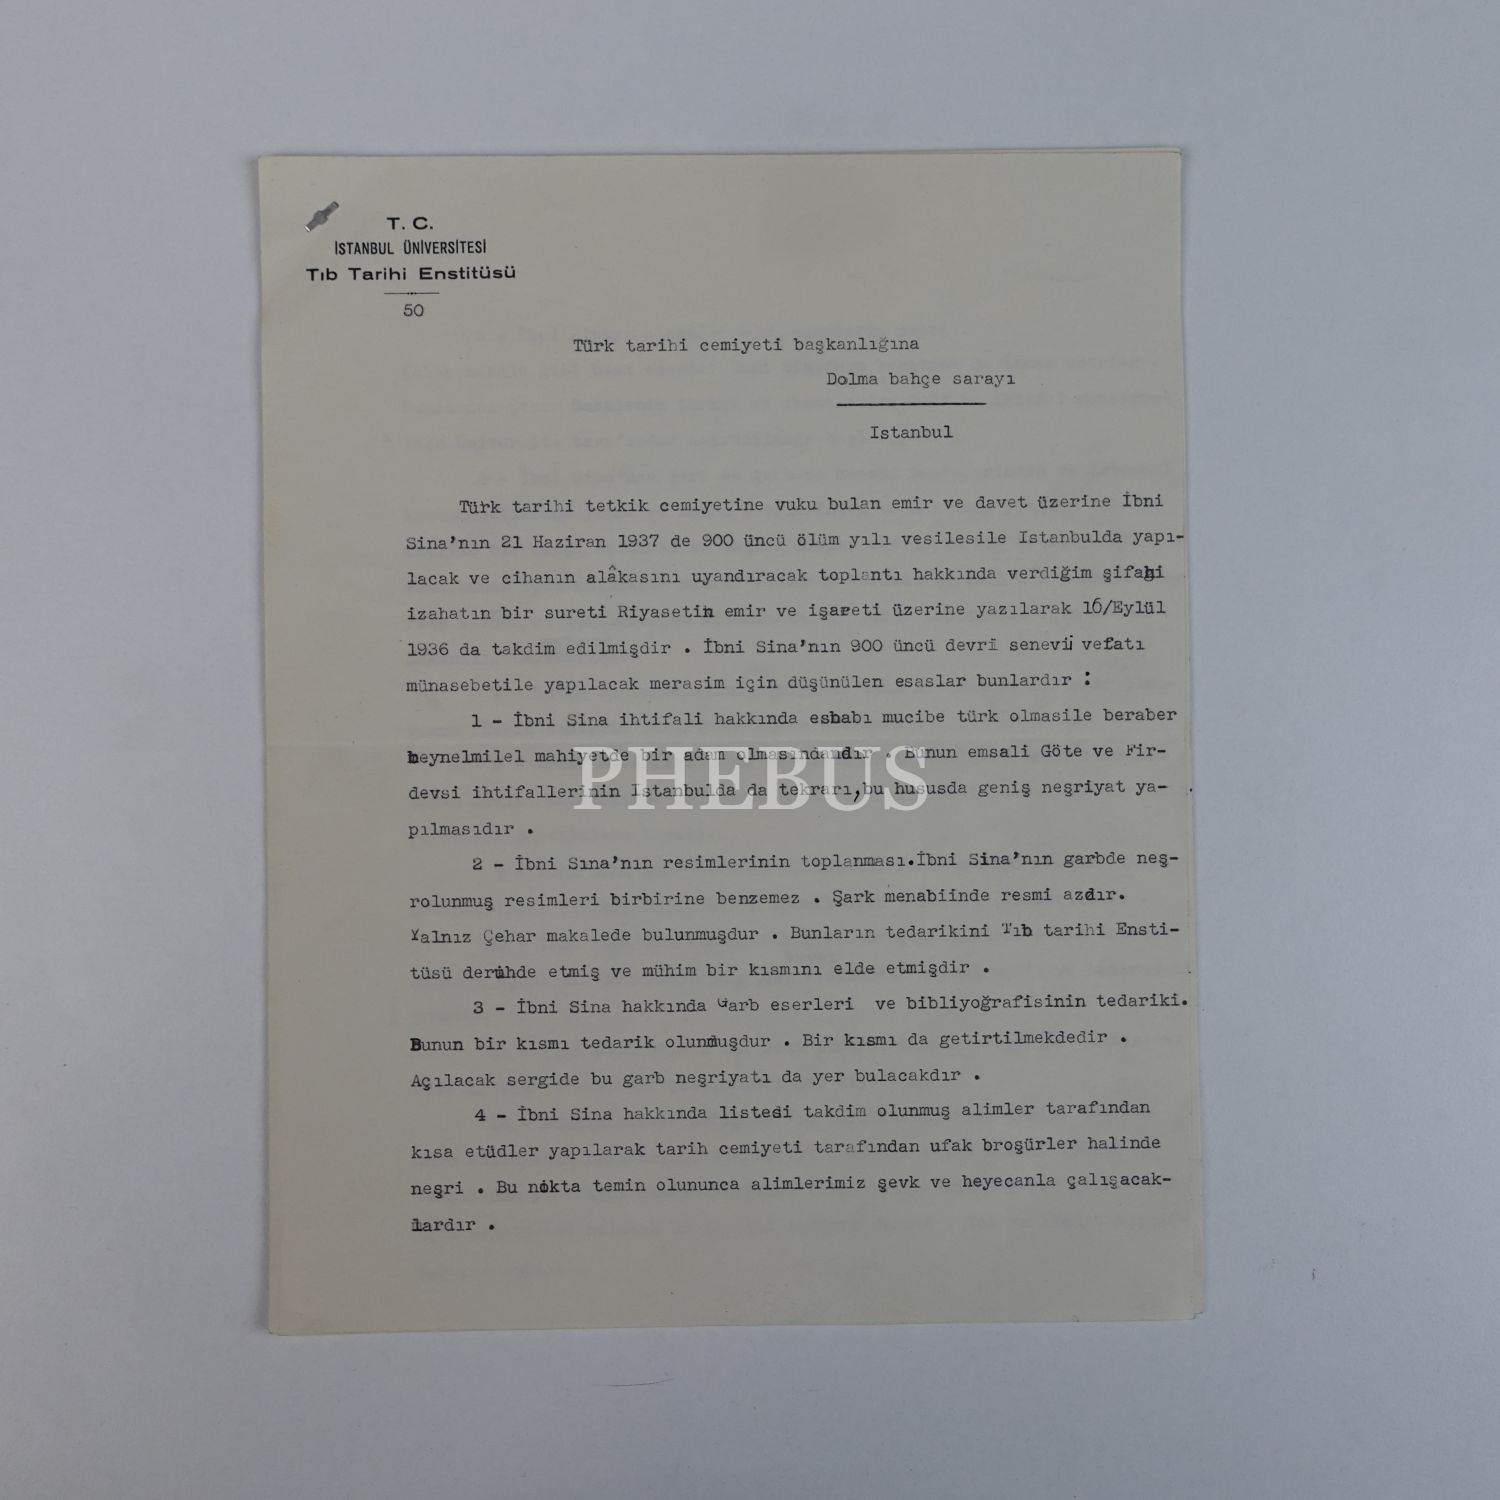 T. C.
İSTANBUL ÜNİVERSİTESİ
Tıb Tarihi Enstitüsü
50
Türk tarihi cemiyeti başkanlığına
Dolma bahçe sarayı
Istanbul
Türk tarihi tetkik cemiyetine vuku bulan emir ve davet üzerine İbni
Sina'nın 21 Haziran 1937 de 900 üncü ölüm yılı vesilesile Istanbulda yapı-
lacak ve cihanın alâkasını uyandıracak toplantı hakkında verdiğim şifahi
izahatın bir sureti Riyasetin emir ve işareti üzerine yazılarak 16/Eylül
1936 da takdim edilmişdir . İbni Sina'nın 900 üncü devri senevii vefatı
münasebetile yapılacak merasim için düşünülen esaslar bunlardır :
1 - İbni Sina ihtifali hakkında esbabı mucibe türk olmasile beraber
beynelmilel mahiyetde bir adam olmasındandır . Bunun emsali Göte ve Fir-
devsi ihtifallerinin Istanbulda da tekrarı,bu hususda geniş neşriyat ya-
pılmasıdır .
2 - İbni Sına'nın resimlerinin toplanması.İbni Sina'nın garbde neş-
rolunmuş resimleri birbirine benzemez . Şark menabiinde resmi azdır.
Yalnız Çehar makalede bulunmuşdur . Bunların tedarikini Tıb tarihi Ensti-
tüsü deruhde etmiş ve mühim bir kısmını elde etmişdir .
3 - İbni Sina hakkında Garb eserleri ve bibliyoğrafisinin tedariki.
Bunun bir kısmı tedarik olunmuşdur . Bir kısmı da getirtilmekdedir .
Açılacak sergide bu garb neşriyatı da yer bulacakdır .
4 - İbni Sina hakkında listesi takdim olunmuş alimler tarafından
kısa etüdler yapılarak tarih cemiyeti tarafından ufak broşürler halinde
neşri . Bu nokta temin olununca alimlerimiz şevk ve heyecanla çalışacak-
lardır .
PHEBUS